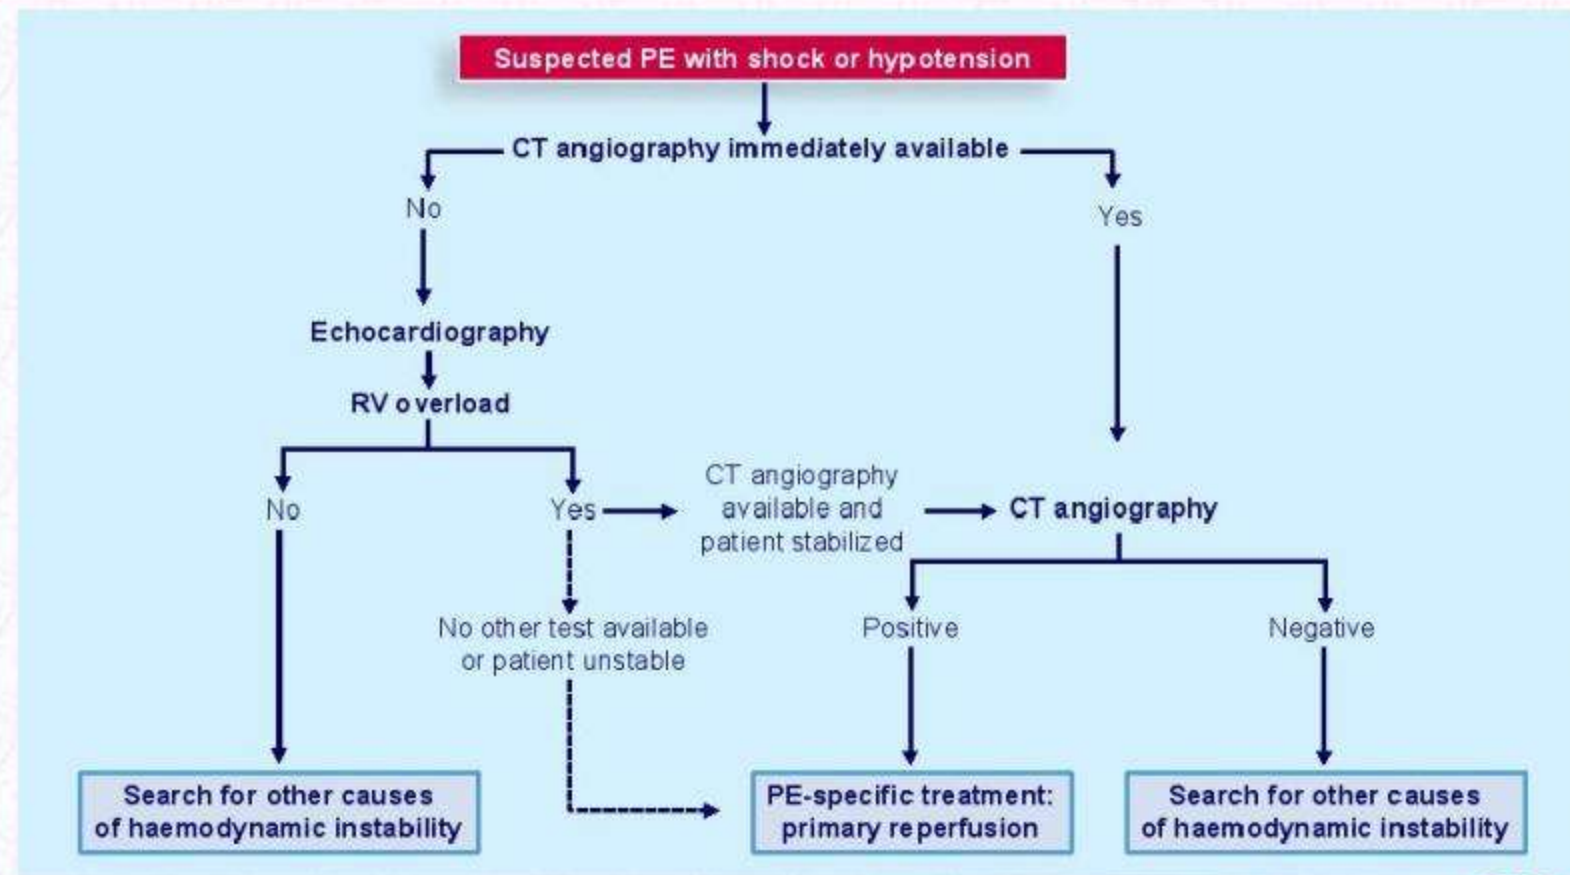 Suspected PE with shock or hypotension
CT angiography immediately available
No
Yes
Echocardiography
RV overload
No
Yes
CT angiography
available and
patient stabilized
CT angiography
No other test available
or patient unstable
Positive
Negative
Search for other causes
of haemodynamic instability
PE-specific treatment:
primary reperfusion
Search for other causes
of haemodynamic instability